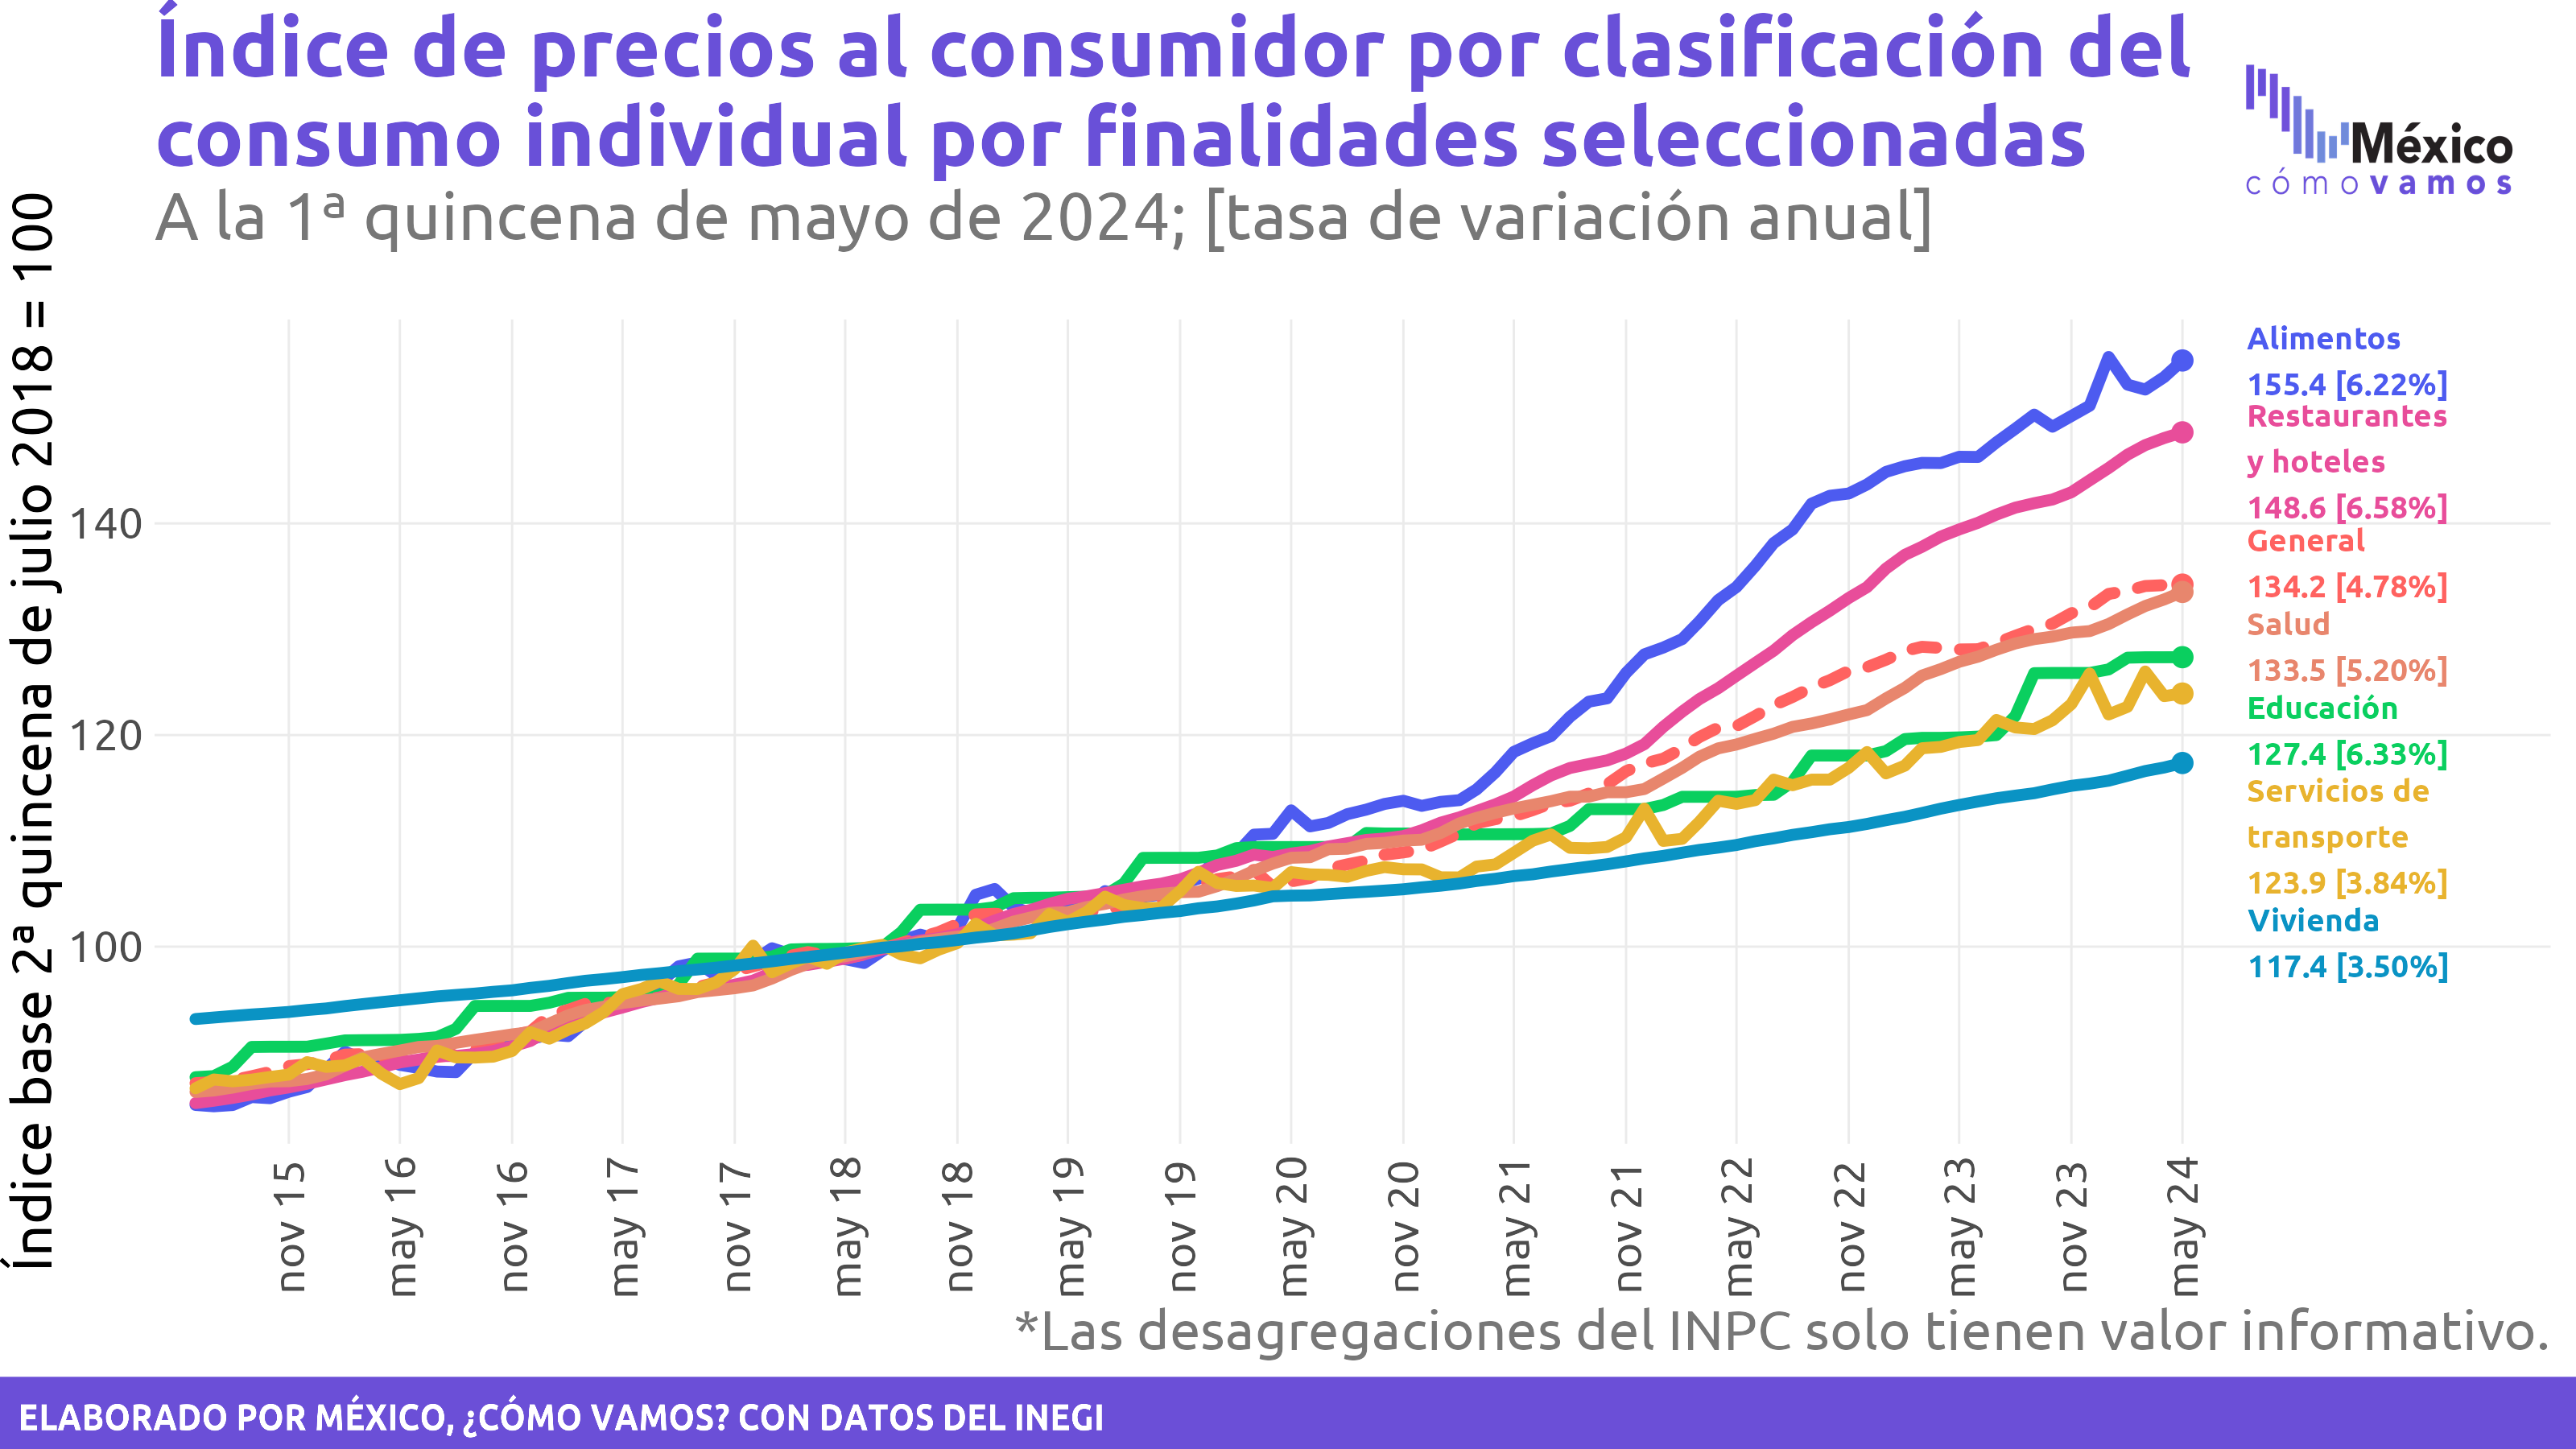 Índice de precios al consumidor por clasificación del
consumo individual por finalidades seleccionadas
A la 1ª quincena de mayo de 2024; [tasa de variación anual]
México
cómo vamos
Índice base 2ª quincena de julio 2018 = 100
140
120
100
Alimentos
155.4 [6.22%]
Restaurantes
y hoteles
148.6 [6.58%]
General
134.2 [4.78%]
Salud
133.5 [5.20%]
Educación
127.4 [6.33%]
Servicios de
transporte
123.9 [3.84%]
Vivienda
117.4 [3.50%]
nov 15
may 16
nov 16
may 17
nov 17
may 18
nov 18
may 19
nov 19
may 20
nov 20
may 21
nov 21
may 22
nov 22
may 23
nov 23
may 24
*Las desagregaciones del INPC solo tienen valor informativo.
ELABORADO POR MÉXICO, ¿CÓMO VAMOS? CON DATOS DEL INEGI